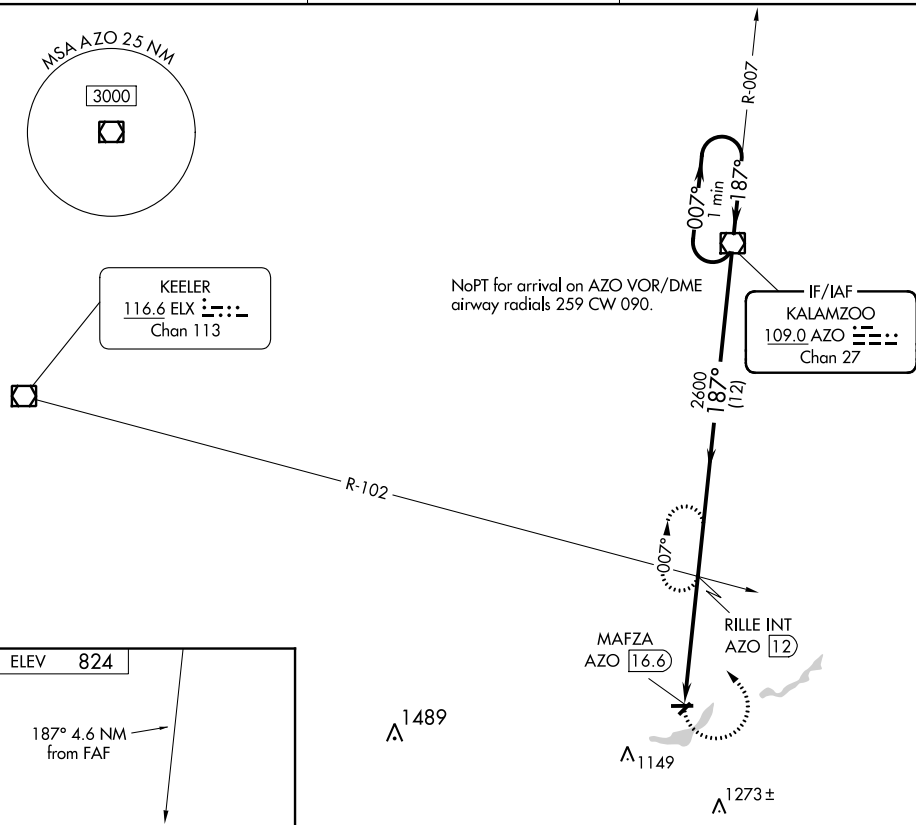 MSA AZO 25 NM
3000
R-007
007°
1 min
187°
KEELER
116.6 ELX
Chan 113
NoPT for arrival on AZO VOR/DME
airway radials 259 CW 090.
IF/IAF
KALAMZOO
109.0 AZO
Chan 27
2600
187°
(12)
R-102
007°
RILLE INT
AZO 12
MAFZA
AZO 16.6
ELEV 824
187° 4.6 NM
from FAF
1489
1149
1273±